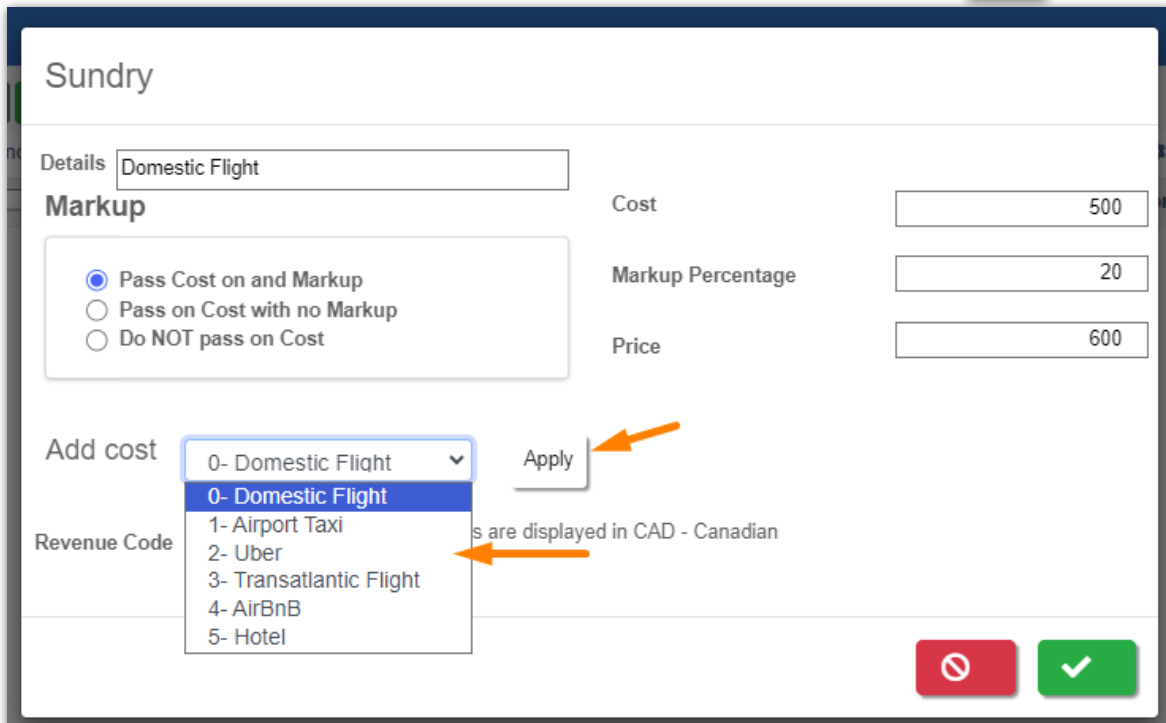 Sundry
Details Domestic Flight
Markup
Pass Cost on and Markup
Pass on Cost with no Markup
Do NOT pass on Cost
Cost 500
Markup Percentage 20
Price 600
Add cost 0- Domestic Flight Apply
0- Domestic Flight
1- Airport Taxi
2- Uber
3- Transatlantic Flight
4- AirBnB
5- Hotel
Revenue Code are displayed in CAD - Canadian